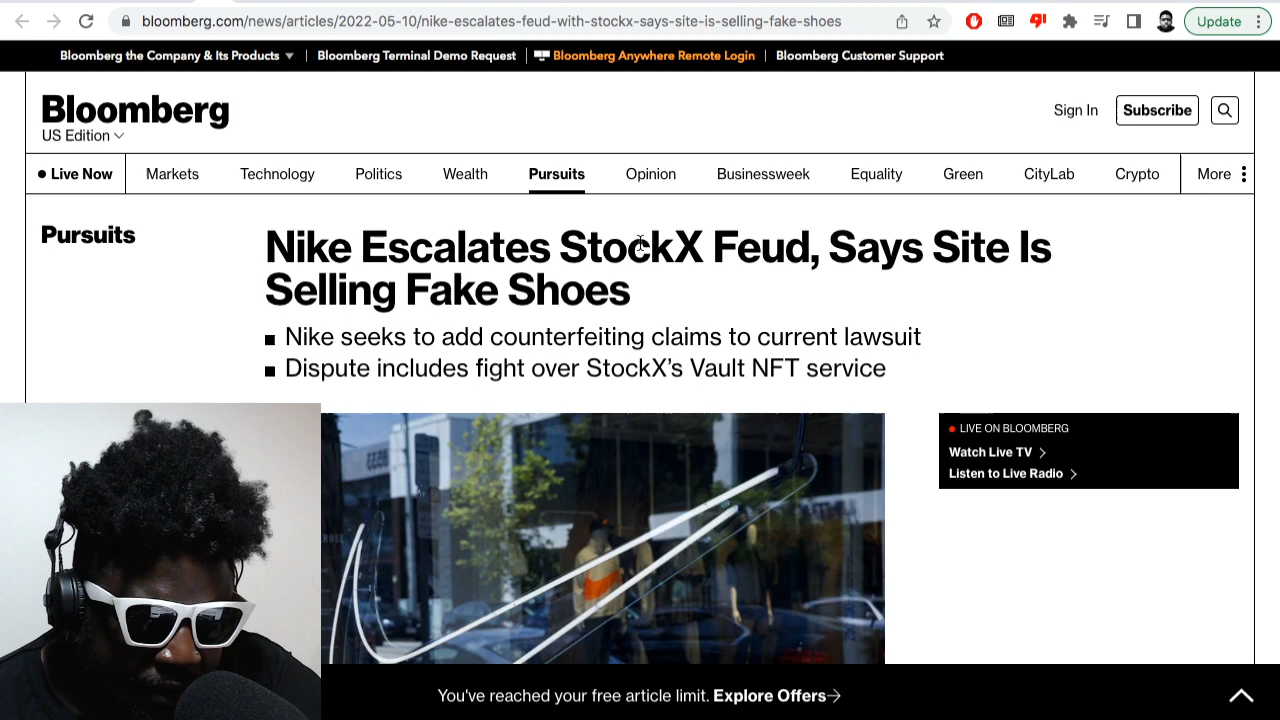 bloomberg.com/news/articles/2022-05-10/nike-escalates-feud-with-stockx-says-site-is-selling-fake-shoes
Update
Bloomberg the Company & Its Products
Bloomberg Terminal Demo Request
Bloomberg Anywhere Remote Login
Bloomberg Customer Support
Bloomberg
US Edition
Sign In
Subscribe
Live Now
Markets
Technology
Politics
Wealth
Pursuits
Opinion
Businessweek
Equality
Green
CityLab
Crypto
More
Pursuits
Nike Escalates StockX Feud, Says Site Is
Selling Fake Shoes
Nike seeks to add counterfeiting claims to current lawsuit
Dispute includes fight over StockX’s Vault NFT service
LIVE ON BLOOMBERG
Watch Live TV
Listen to Live Radio
You've reached your free article limit. Explore Offers